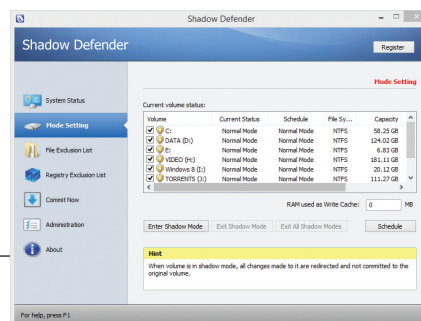 Shadow Defender
Shadow Defender
Register
Mode Setting
System Status
Mode Setting
File Exclusion List
Registry Exclusion List
Commit Now
Administration
About
Current volume status:
Volume Current Status Schedule File Sy... Capacity
C: Normal Mode Normal Mode NTFS 58.25 GB
DATA (D:) Normal Mode Normal Mode NTFS 124.02 GB
E: Normal Mode Normal Mode NTFS 6.83 GB
VIDEO (H:) Normal Mode Normal Mode NTFS 181.11 GB
Windows 8 (I:) Normal Mode Normal Mode NTFS 20.12 GB
TORRENTS (J:) Normal Mode Normal Mode NTFS 111.27 GB
RAM used as Write Cache: 0 MB
Enter Shadow Mode Exit Shadow Mode Exit All Shadow Modes Schedule
Hint
When volume is in shadow mode, all changes made to it are redirected and not committed to the
original volume.
For help, press F1